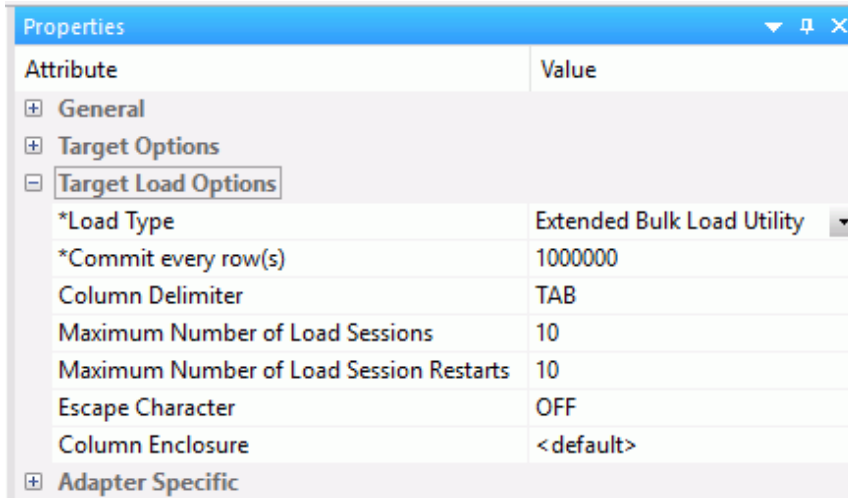 Properties
Attribute Value
General
Target Options
Target Load Options
*Load Type Extended Bulk Load Utility
*Commit every row(s) 1000000
Column Delimiter TAB
Maximum Number of Load Sessions 10
Maximum Number of Load Session Restarts 10
Escape Character OFF
Column Enclosure <default>
Adapter Specific